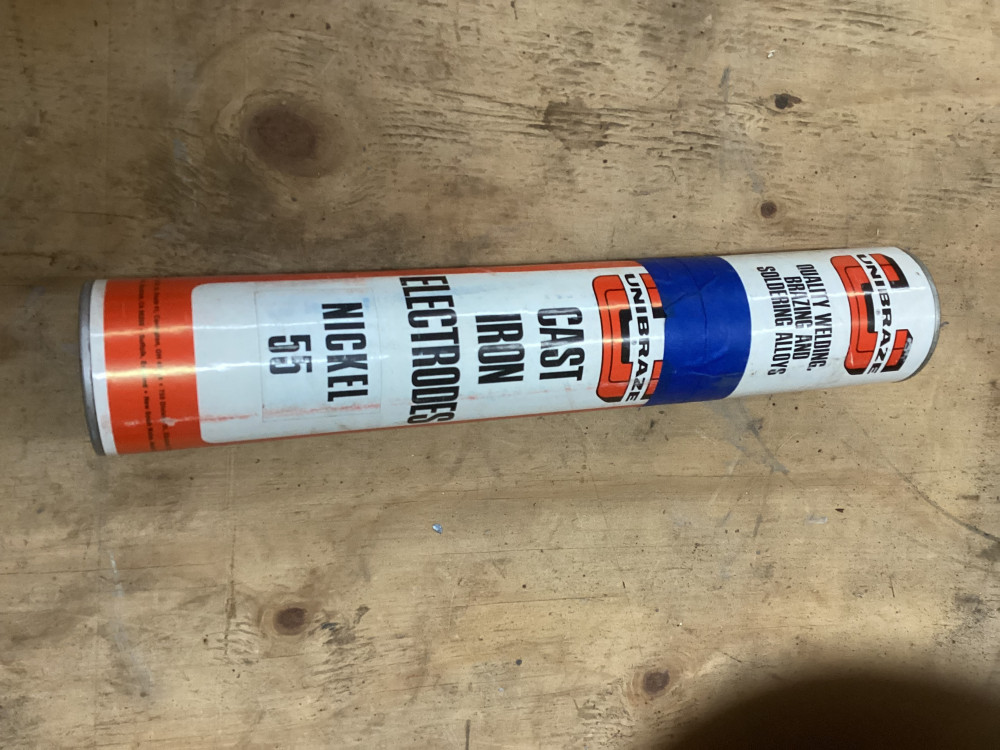 UNIBRAZE
QUALITY WELDING,
BRAZING AND
SOLDERING ALLOYS
UNIBRAZE
CAST
IRON
ELECTRODES
NICKEL
55